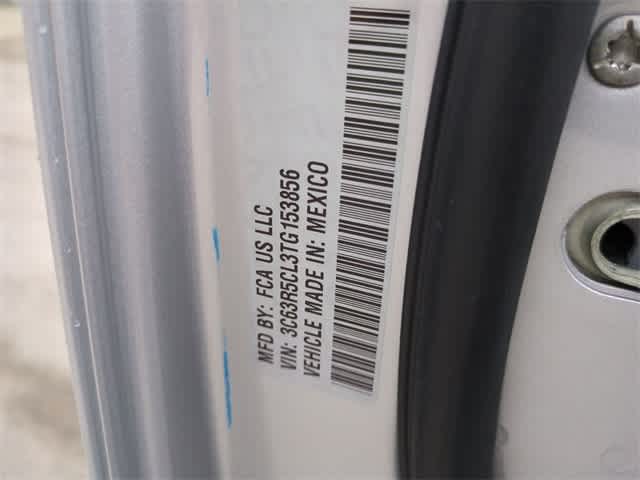 MFD BY: FCA US LLC
VIN: 3C63R5CL3TG153856
VEHICLE MADE IN: MEXICO